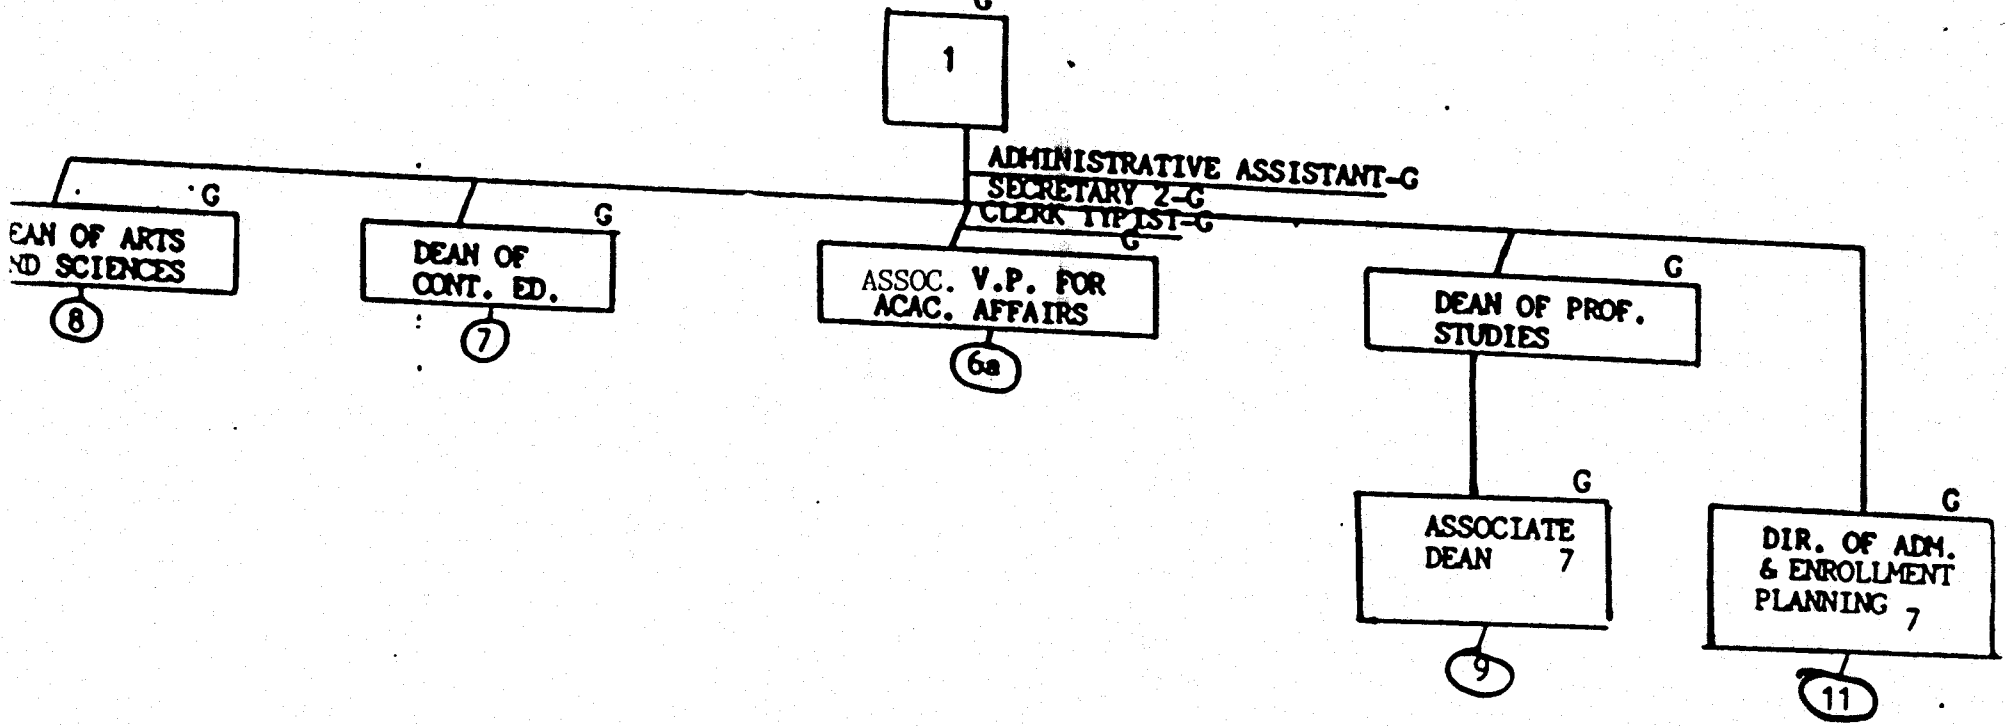 G
1
ADMINISTRATIVE ASSISTANT-G
SECRETARY 2-G
CLERK TYPIST-G
G
EAN OF ARTS
ND SCIENCES
8
G
DEAN OF
CONT. ED.
7
G
ASSOC. V.P. FOR
ACAC. AFFAIRS
6a
G
DEAN OF PROF.
STUDIES
G
ASSOCIATE
DEAN 7
9
G
DIR. OF ADM.
& ENROLLMENT
PLANNING 7
11